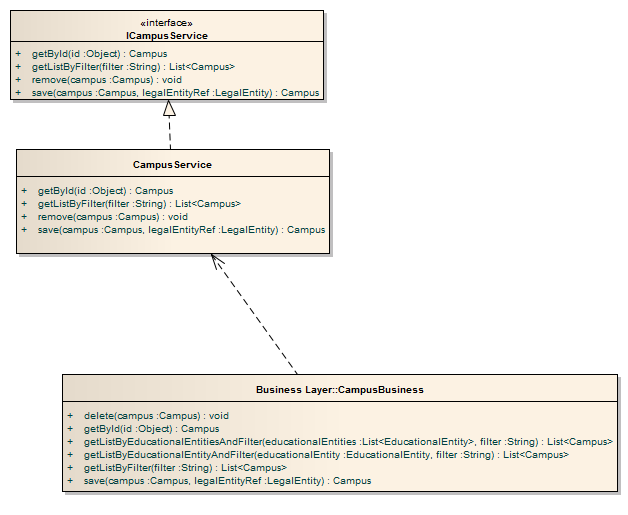 «interface»
ICampusService
+ getById(id :Object) : Campus
+ getListByFilter(filter :String) : List<Campus>
+ remove(campus :Campus) : void
+ save(campus :Campus, legalEntityRef :LegalEntity) : Campus
CampusService
+ getById(id :Object) : Campus
+ getListByFilter(filter :String) : List<Campus>
+ remove(campus :Campus) : void
+ save(campus :Campus, legalEntityRef :LegalEntity) : Campus
Business Layer::CampusBusiness
+ delete(campus :Campus) : void
+ getById(id :Object) : Campus
+ getListByEducationalEntitiesAndFilter(educationalEntities :List<EducationalEntity>, filter :String) : List<Campus>
+ getListByEducationalEntityAndFilter(educationalEntity :EducationalEntity, filter :String) : List<Campus>
+ getListByFilter(filter :String) : List<Campus>
+ save(campus :Campus, legalEntityRef :LegalEntity) : Campus